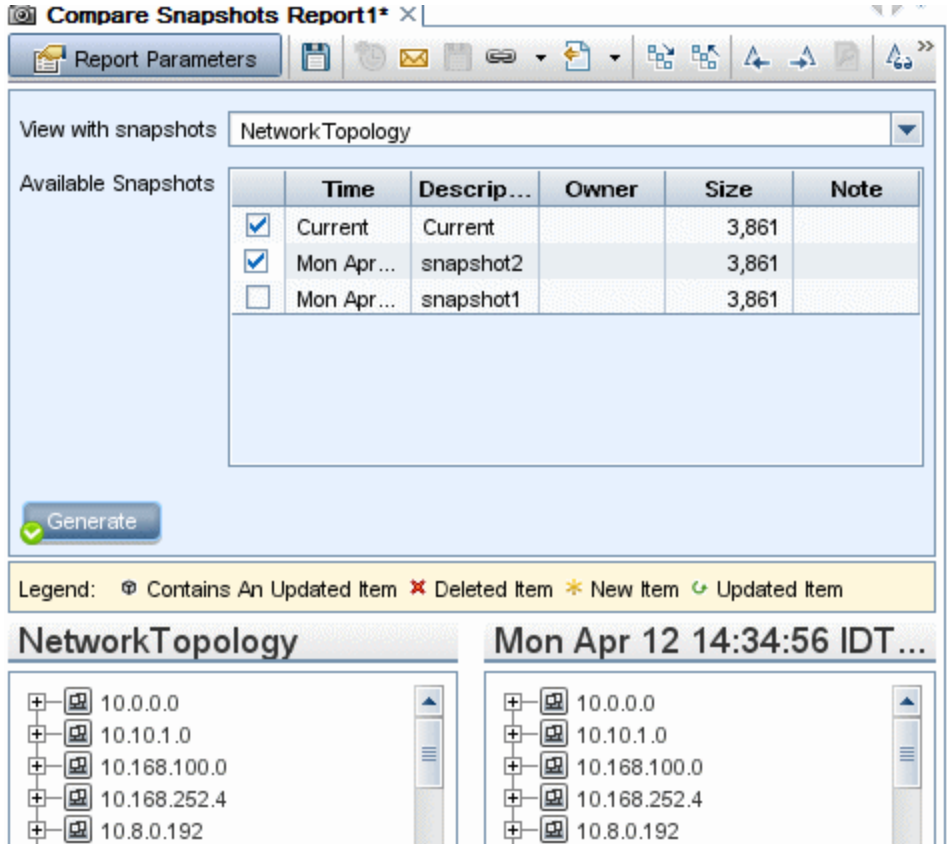 Compare Snapshots Report1*
Report Parameters
View with snapshots NetworkTopology
Available Snapshots
Time Descrip... Owner Size Note
Current Current 3,861
Mon Apr... snapshot2 3,861
Mon Apr... snapshot1 3,861
Generate
Legend: Contains An Updated Item Deleted Item New Item Updated Item
NetworkTopology Mon Apr 12 14:34:56 IDT...
10.0.0.0 10.0.0.0
10.10.1.0 10.10.1.0
10.168.100.0 10.168.100.0
10.168.252.4 10.168.252.4
10.8.0.192 10.8.0.192